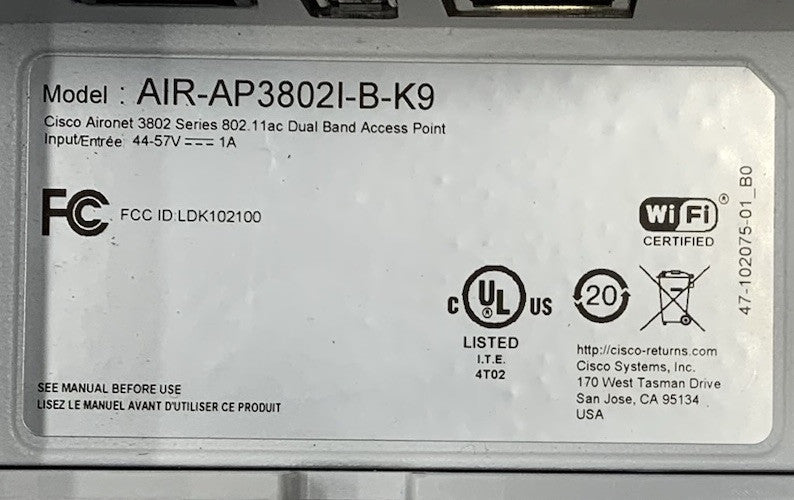 Model : AIR-AP3802I-B-K9
Cisco Aironet 3802 Series 802.11ac Dual Band Access Point
Input/Entrée 44-57V ⎓ 1A
FC FCC ID:LDK102100
Wi Fi ®
CERTIFIED
47-102075-01_B0
C UL ® US
LISTED
I.T.E.
4T02
20
http://cisco-returns.com
Cisco Systems, Inc.
170 West Tasman Drive
San Jose, CA 95134
USA
SEE MANUAL BEFORE USE
LISEZ LE MANUEL AVANT D'UTILISER CE PRODUIT